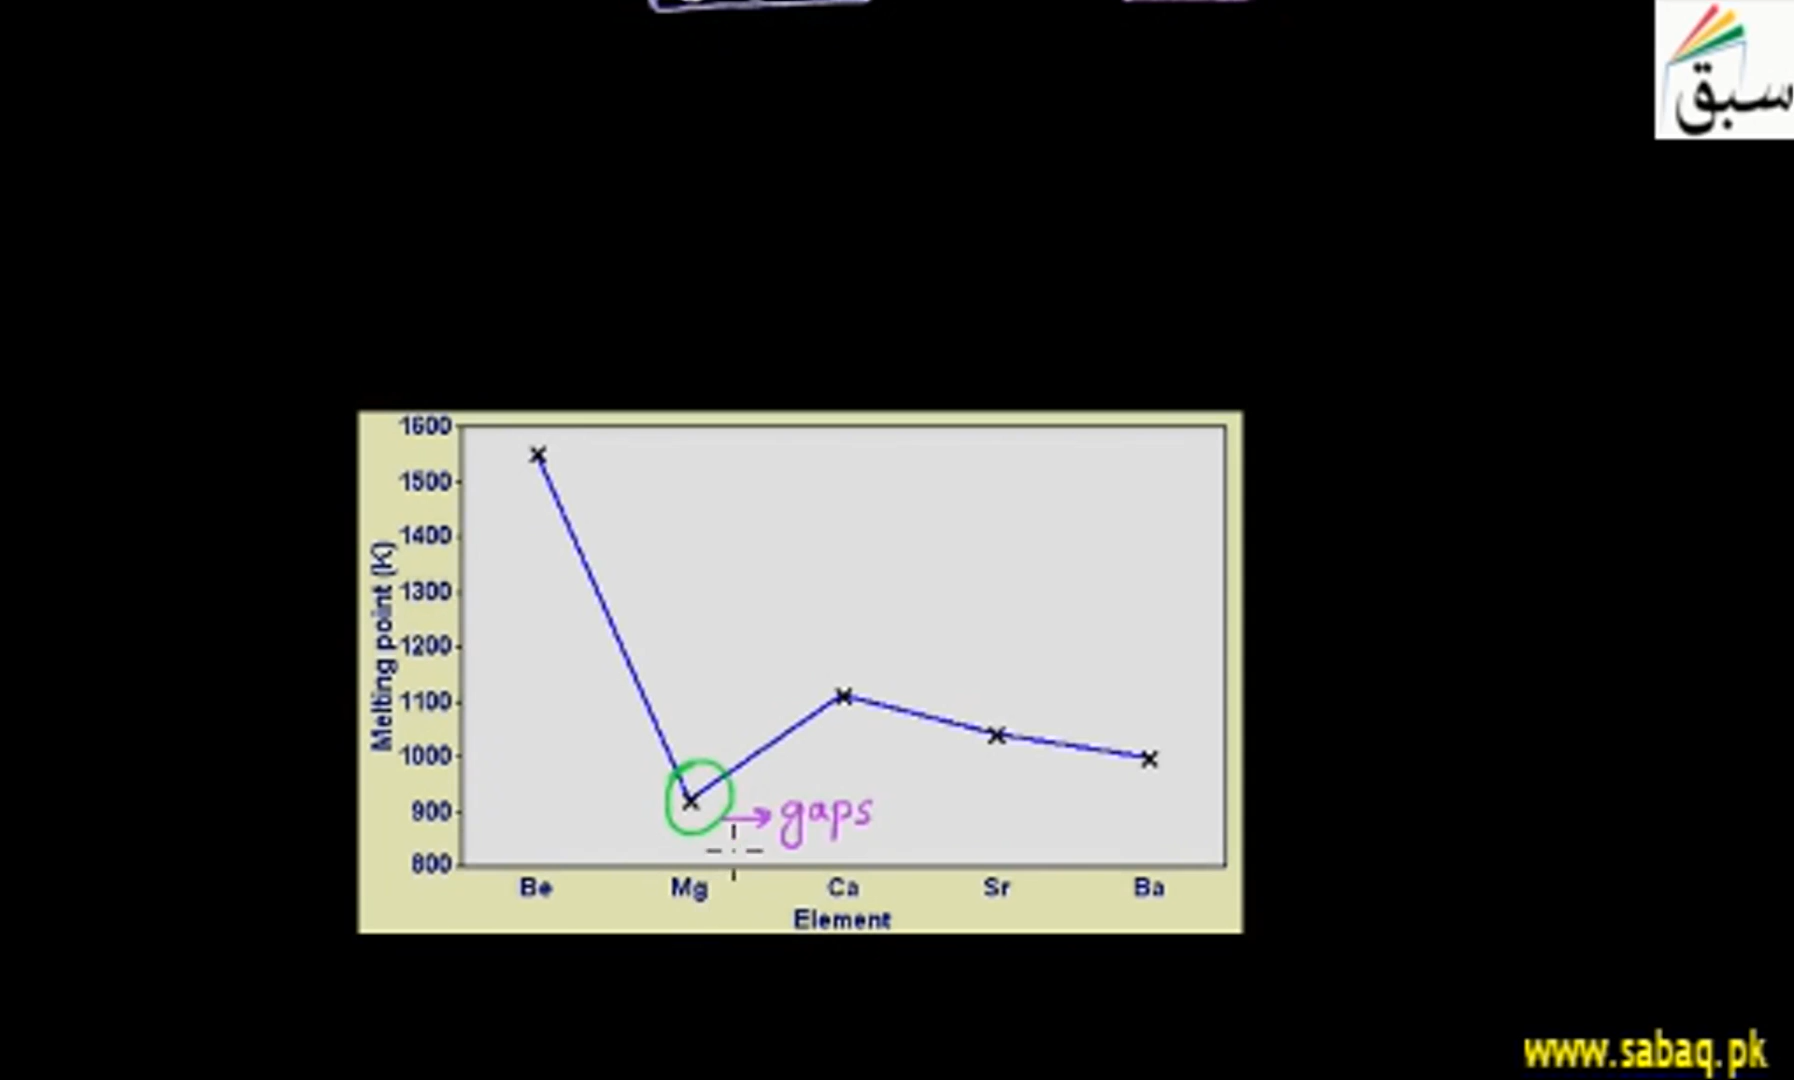 سبق
1600
1500
1400
1300
1200
1100
1000
900
800
Melting point (K)
gaps
Be Mg Ca Sr Ba
Element
www.sabaq.pk